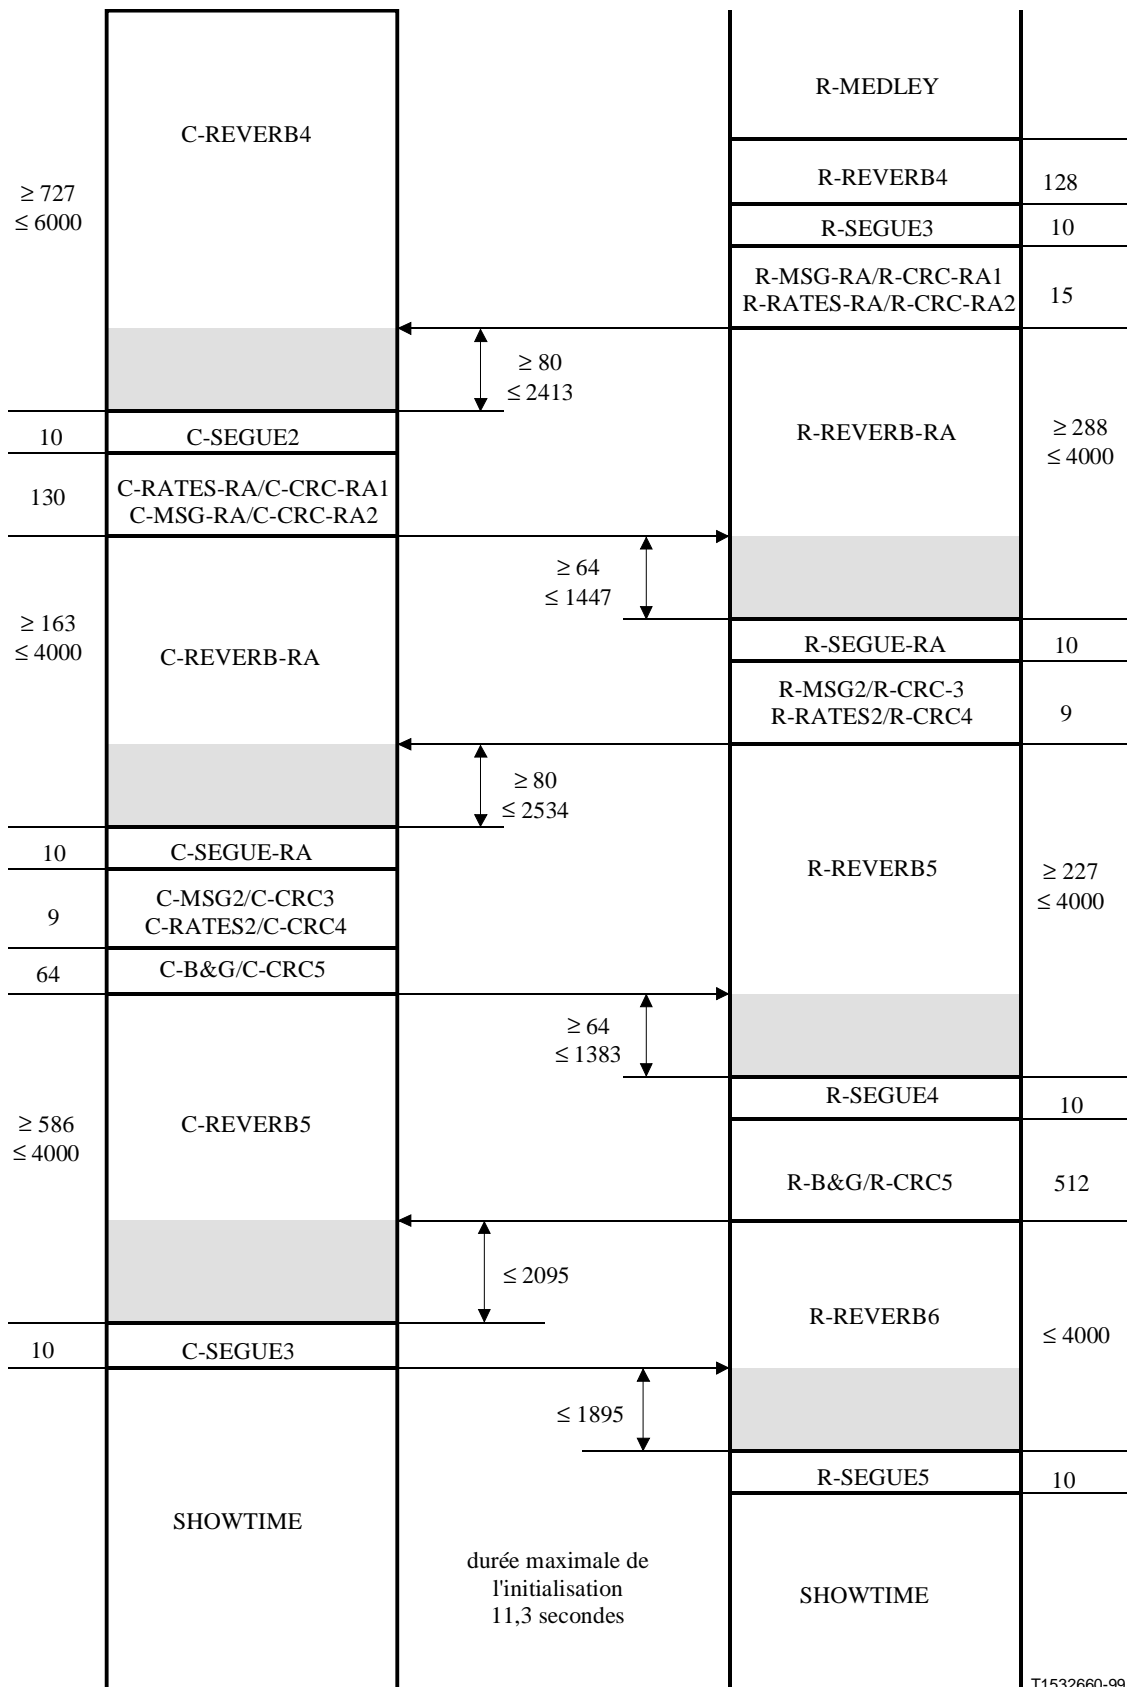 R-MEDLEY
C-REVERB4
R-REVERB4
128
≥ 727
≤ 6000
R-SEGUE3
10
R-MSG-RA/R-CRC-RA1
R-RATES-RA/R-CRC-RA2
15
≥ 80
≤ 2413
10
C-SEGUE2
R-REVERB-RA
≥ 288
≤ 4000
130
C-RATES-RA/C-CRC-RA1
C-MSG-RA/C-CRC-RA2
≥ 64
≤ 1447
≥ 163
≤ 4000
C-REVERB-RA
R-SEGUE-RA
10
R-MSG2/R-CRC-3
R-RATES2/R-CRC4
9
≥ 80
≤ 2534
10
C-SEGUE-RA
R-REVERB5
≥ 227
≤ 4000
9
C-MSG2/C-CRC3
C-RATES2/C-CRC4
64
C-B&G/C-CRC5
≥ 64
≤ 1383
R-SEGUE4
10
≥ 586
≤ 4000
C-REVERB5
R-B&G/R-CRC5
512
≤ 2095
R-REVERB6
≤ 4000
10
C-SEGUE3
≤ 1895
R-SEGUE5
10
SHOWTIME
durée maximale de
l'initialisation
11,3 secondes
SHOWTIME
T1532660-99